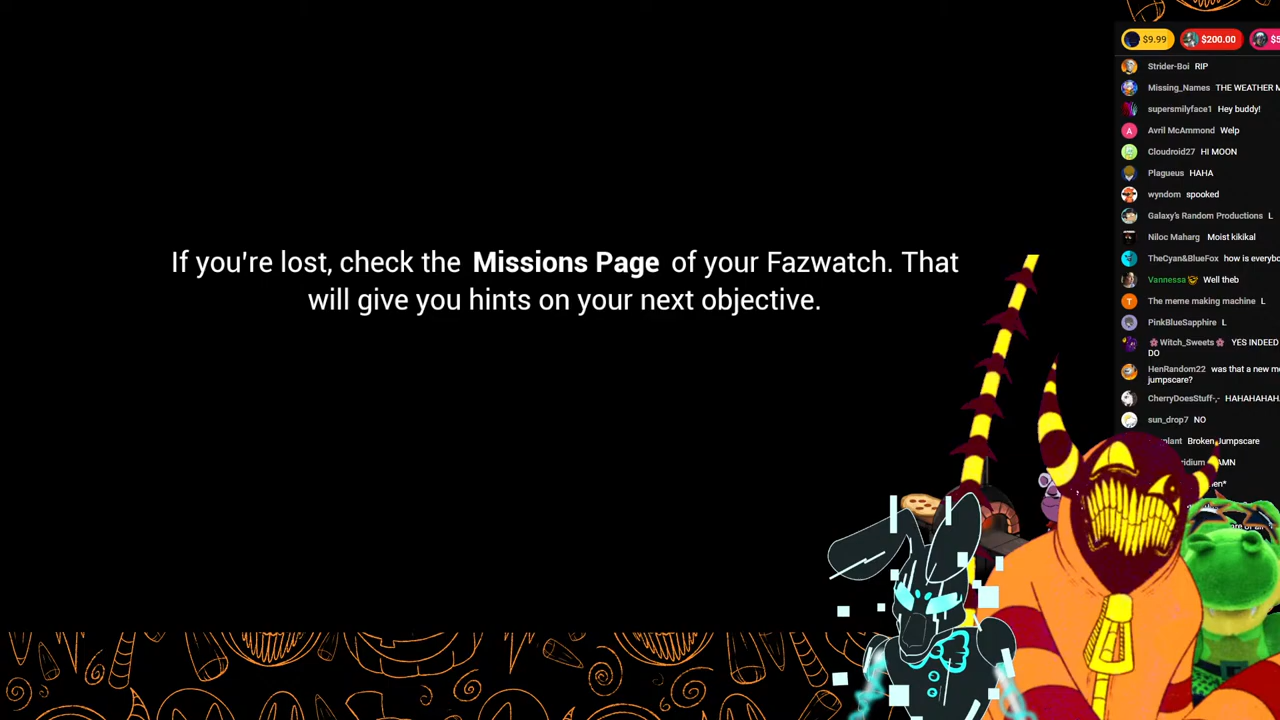 $9.99 $200.00
Strider-Boi RIP
Missing_Names THE WEATHER M
supersmilyface1 Hey buddy!
A Avril McAmmond Welp
Cloudroid27 HI MOON
Plagueus HAHA
wyndom spooked
Galaxy's Random Productions L
Niloc Maharg Moist kikikal
TheCyan&BlueFox how is everybo
Vannessa Well theb
T The meme making machine L
PinkBlueSapphire L
🌸Witch_Sweets🌸 YES INDEED
DO
HenRandom22 was that a new me
jumpscare?
CherryDoesStuff-,- HAHAHAHAH
sun_drop7 NO
plant Broken Jumpscare
If you're lost, check the Missions Page of your Fazwatch. That
will give you hints on your next objective.